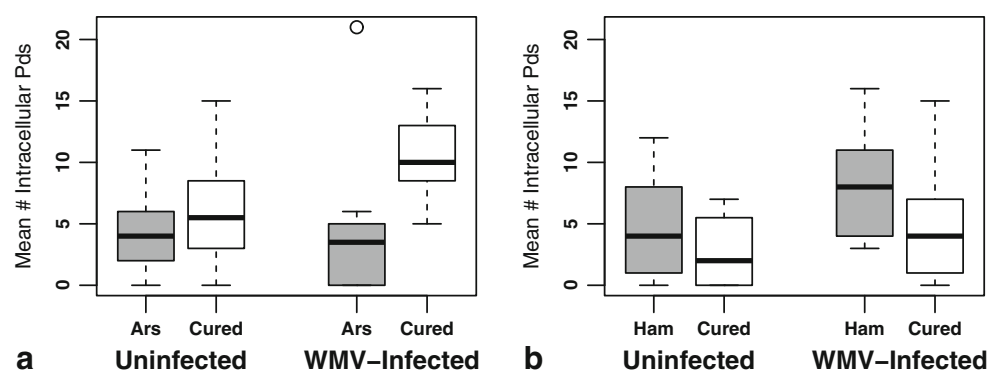 Mean # Intracellular Pds
20
15
10
5
0
Ars Cured Ars Cured
a Uninfected WMV-Infected
Mean # Intracellular Pds
20
15
10
5
0
Ham Cured Ham Cured
b Uninfected WMV-Infected